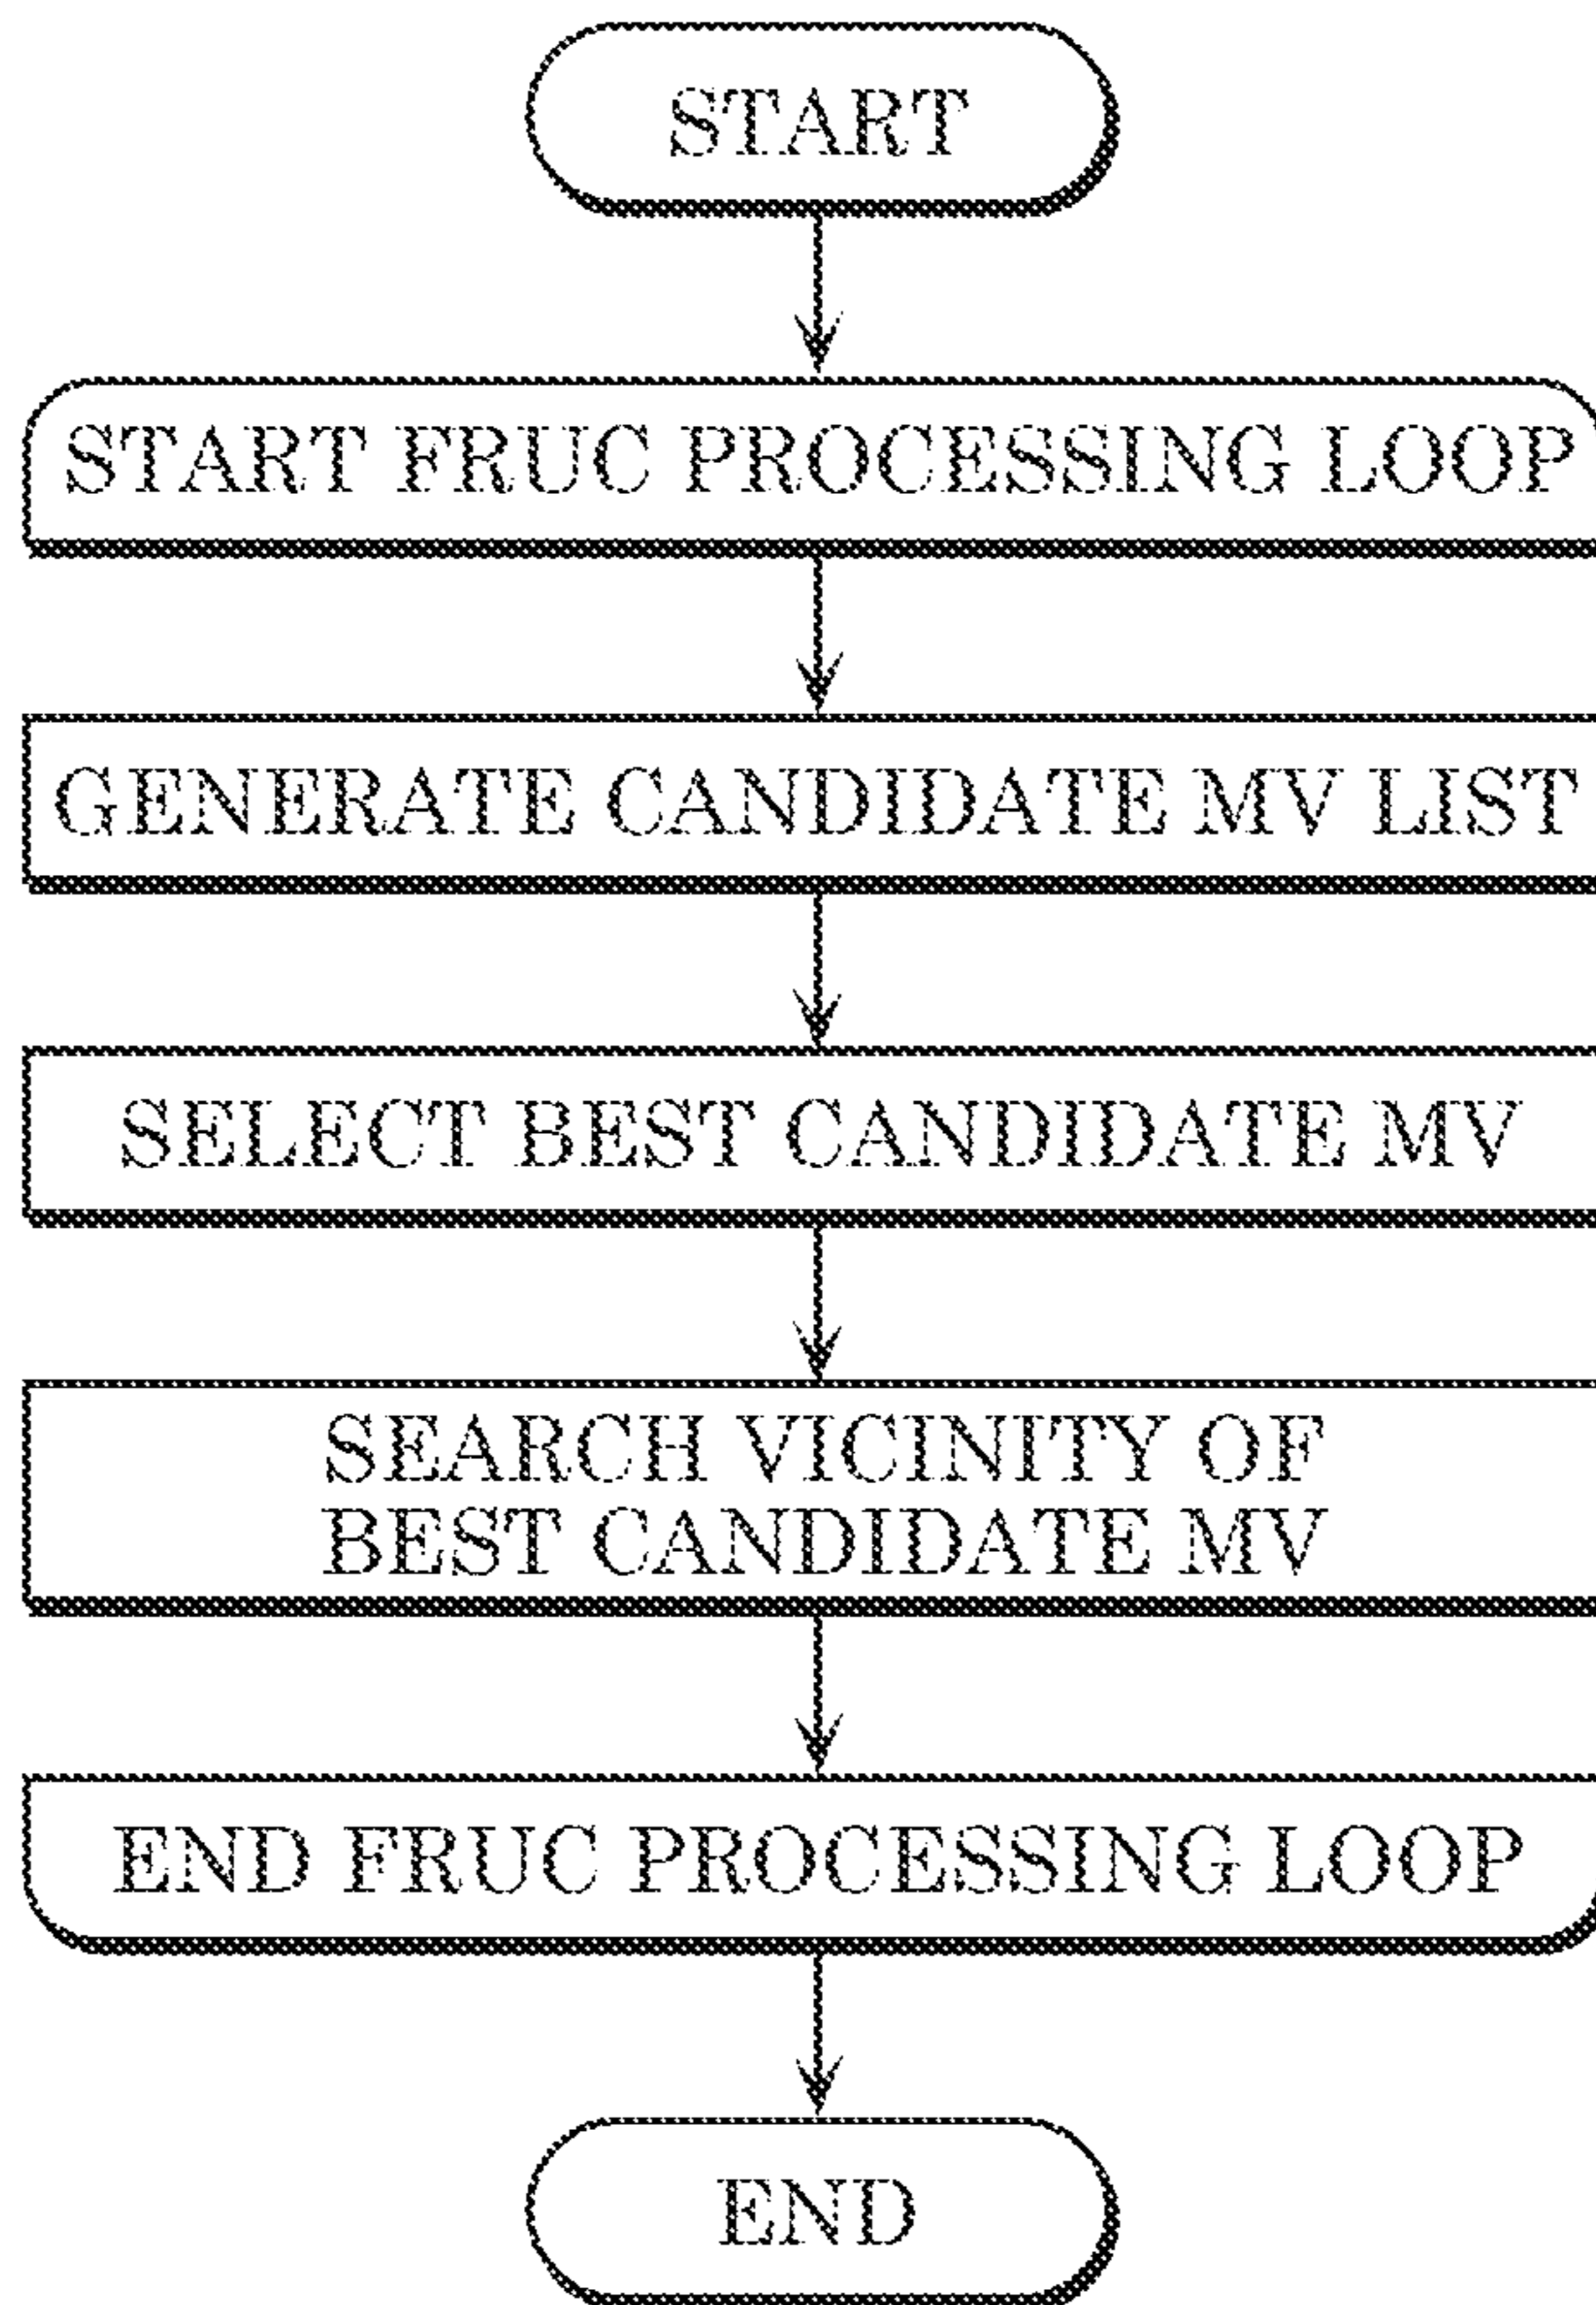 START
START FRUC PROCESSING LOOP
GENERATE CANDIDATE MV LIST
SELECT BEST CANDIDATE MV
SEARCH VICINITY OF
BEST CANDIDATE MV
END FRUC PROCESSING LOOP
END